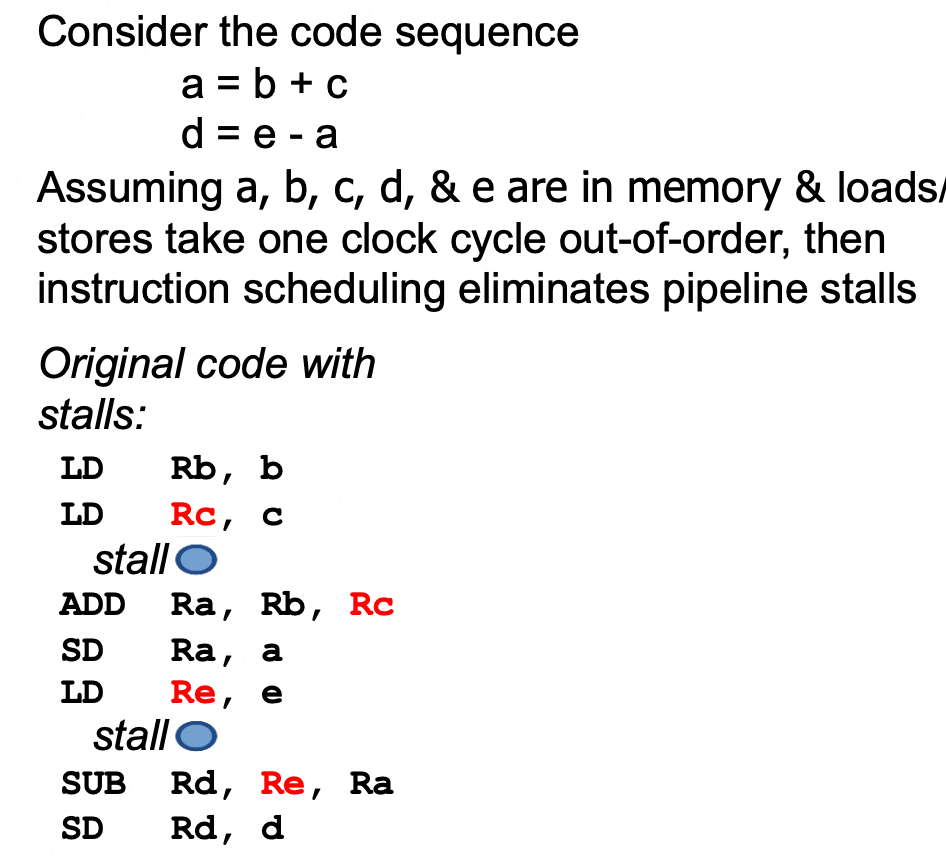 Consider the code sequence
a = b + c
d = e - a
Assuming a, b, c, d, & e are in memory & loads/
stores take one clock cycle out-of-order, then
instruction scheduling eliminates pipeline stalls
Original code with
stalls:
LD Rb, b
LD Rc, c
stall
ADD Ra, Rb, Rc
SD Ra, a
LD Re, e
stall
SUB Rd, Re, Ra
SD Rd, d